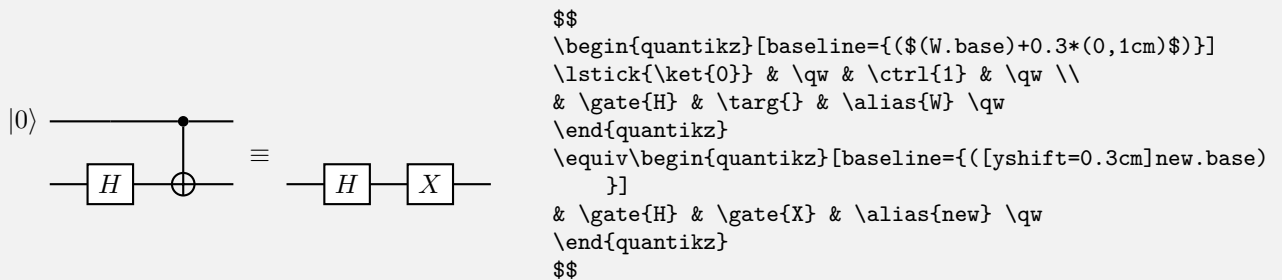 |0⟩
H
≡
H
X
$$
\begin{quantikz}[baseline={($(W.base)+0.3*(0,1cm)$)}]
\lstick{\ket{0}} & \qw & \ctrl{1} & \qw \\
& \gate{H} & \targ{} & \alias{W} \qw
\end{quantikz}
\equiv\begin{quantikz}[baseline={([yshift=0.3cm]new.base)
}]
& \gate{H} & \gate{X} & \alias{new} \qw
\end{quantikz}
$$